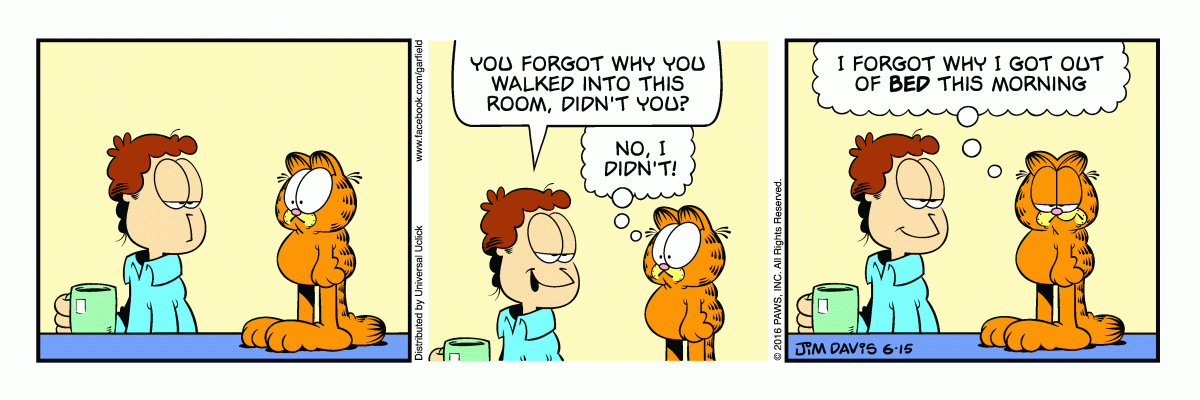 YOU FORGOT WHY YOU
WALKED INTO THIS
ROOM, DIDN'T YOU?
NO, I
DIDN'T!
I FORGOT WHY I GOT OUT
OF BED THIS MORNING
www.facebook.com/garfield
Distributed by Universal Uclick
© 2016 PAWS, INC. All Rights Reserved.
JIM DAVIS 6-15